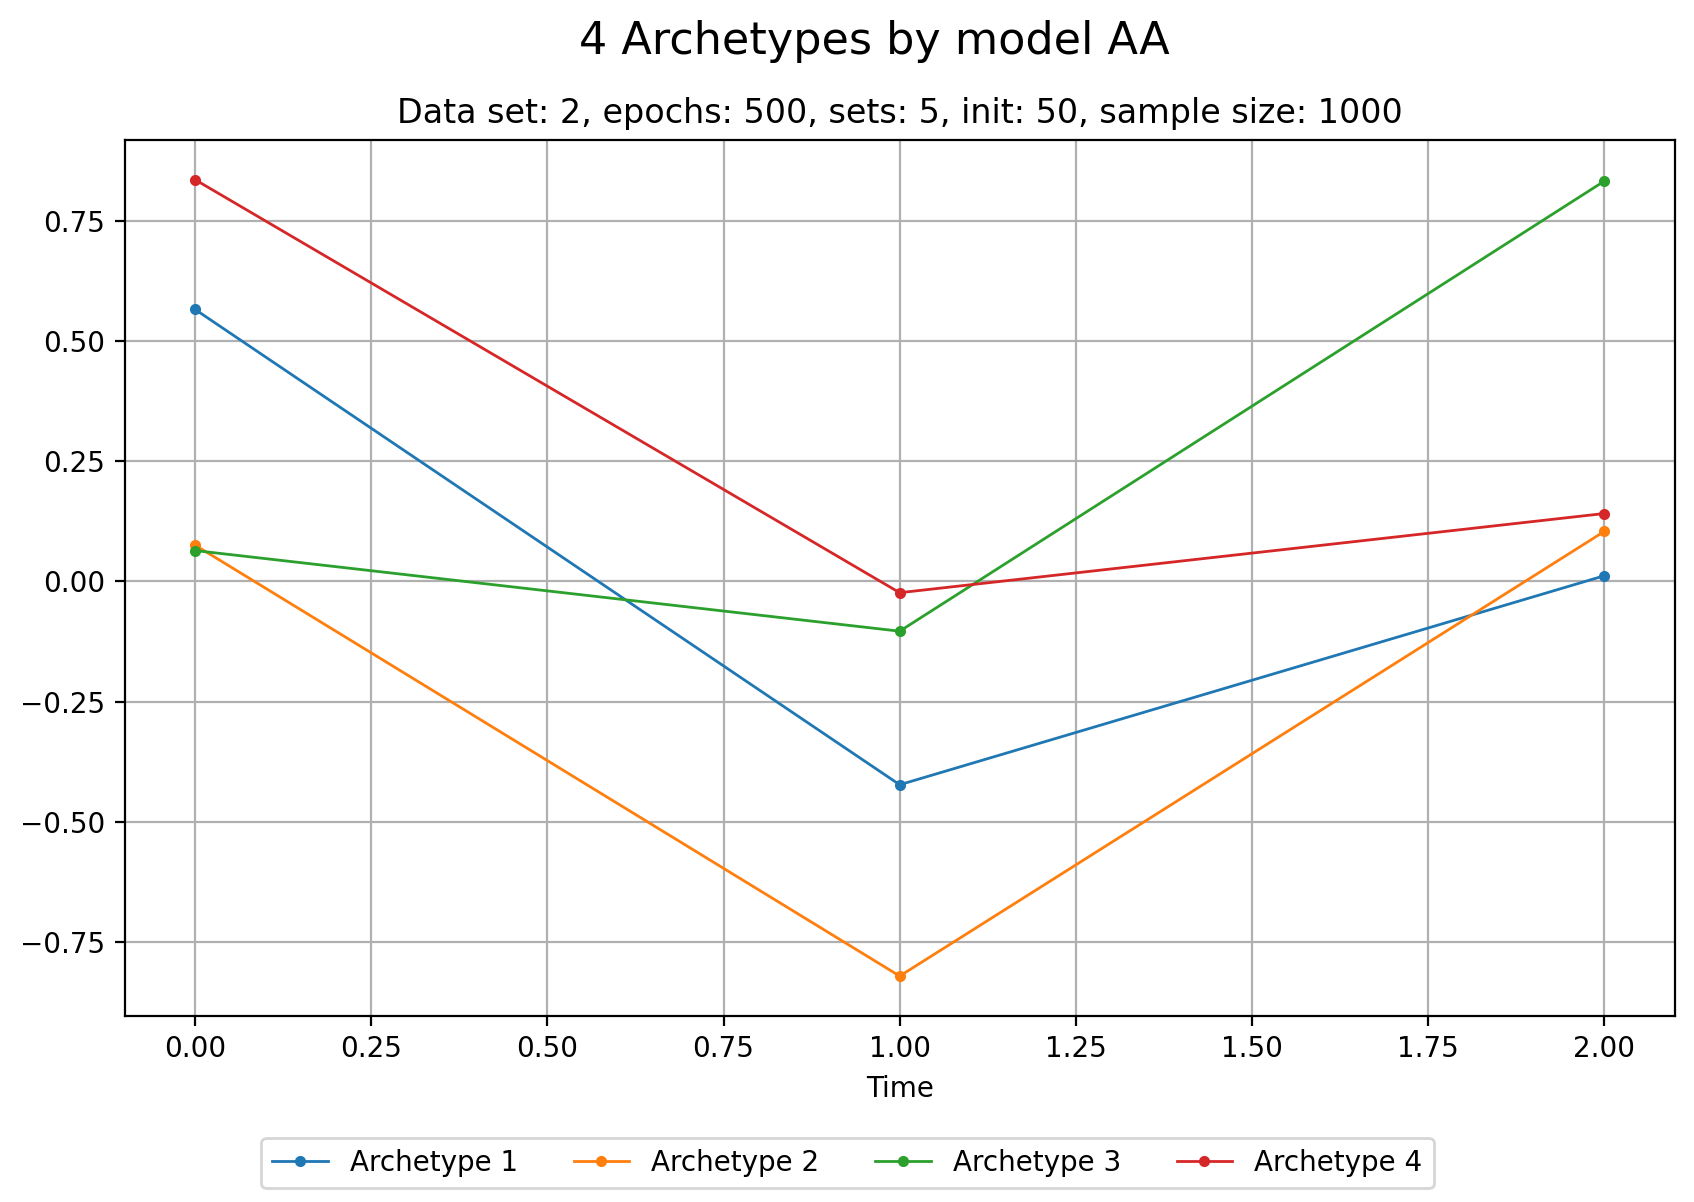 4 Archetypes by model AA
Data set: 2, epochs: 500, sets: 5, init: 50, sample size: 1000
0.75
0.50
0.25
0.00
−0.25
−0.50
−0.75
0.00 0.25 0.50 0.75 1.00 1.25 1.50 1.75 2.00
Time
Archetype 1 Archetype 2 Archetype 3 Archetype 4